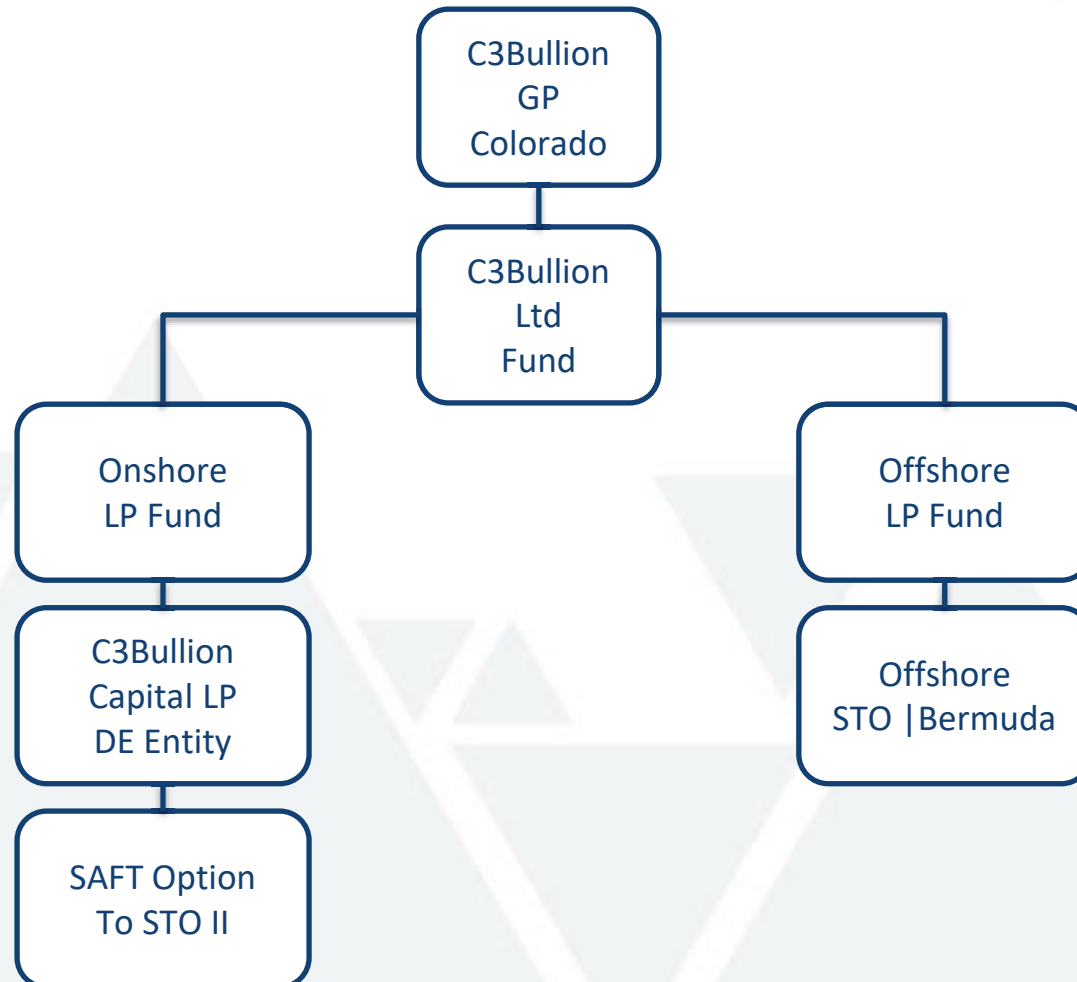 C3Bullion
GP
Colorado
C3Bullion
Ltd
Fund
Onshore
LP Fund
Offshore
LP Fund
C3Bullion
Capital LP
DE Entity
Offshore
STO |Bermuda
SAFT Option
To STO II